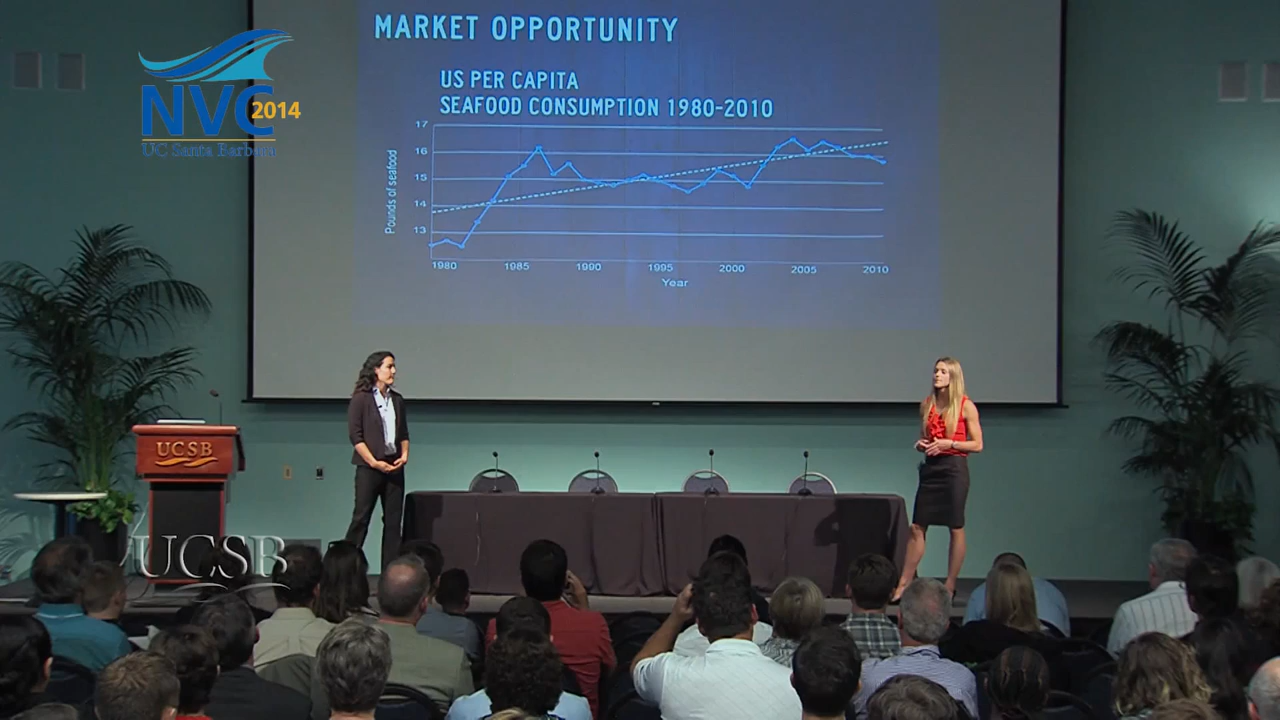 MARKET OPPORTUNITY
US PER CAPITA
SEAFOOD CONSUMPTION 1980-2010
17
16
15
14
13
Pounds of seafood
1980 1985 1990 1995 2000 2005 2010
Year
NVC 2014
UC Santa Barbara
UCSB
UCSB